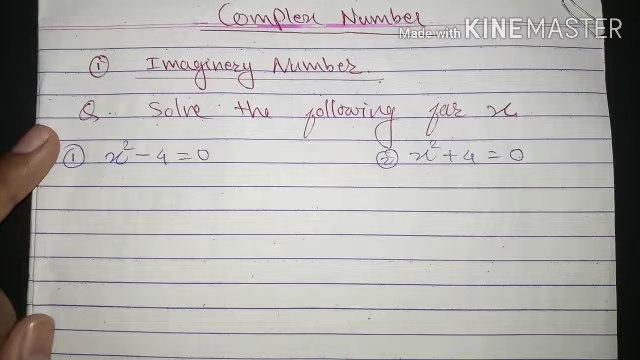 Complex Number
Made with KINEMASTER
① Imaginery Number.
Q. Solve the following for x.
① x² - 4 = 0 ② x² + 4 = 0